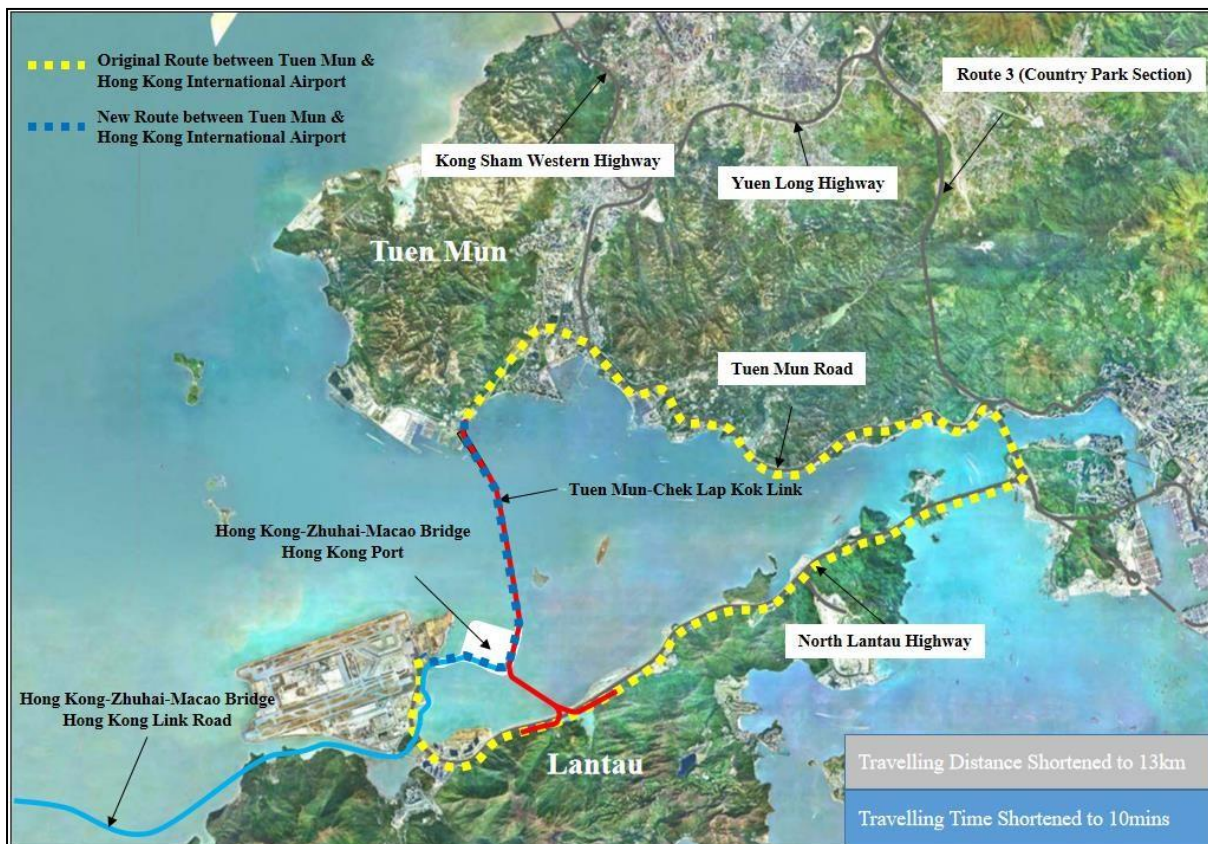 Original Route between Tuen Mun &
Hong Kong International Airport
New Route between Tuen Mun &
Hong Kong International Airport
Route 3 (Country Park Section)
Kong Sham Western Highway
Yuen Long Highway
Tuen Mun
Tuen Mun Road
Tuen Mun-Chek Lap Kok Link
Hong Kong-Zhuhai-Macao Bridge
Hong Kong Port
North Lantau Highway
Hong Kong-Zhuhai-Macao Bridge
Hong Kong Link Road
Lantau
Travelling Distance Shortened to 13km
Travelling Time Shortened to 10mins